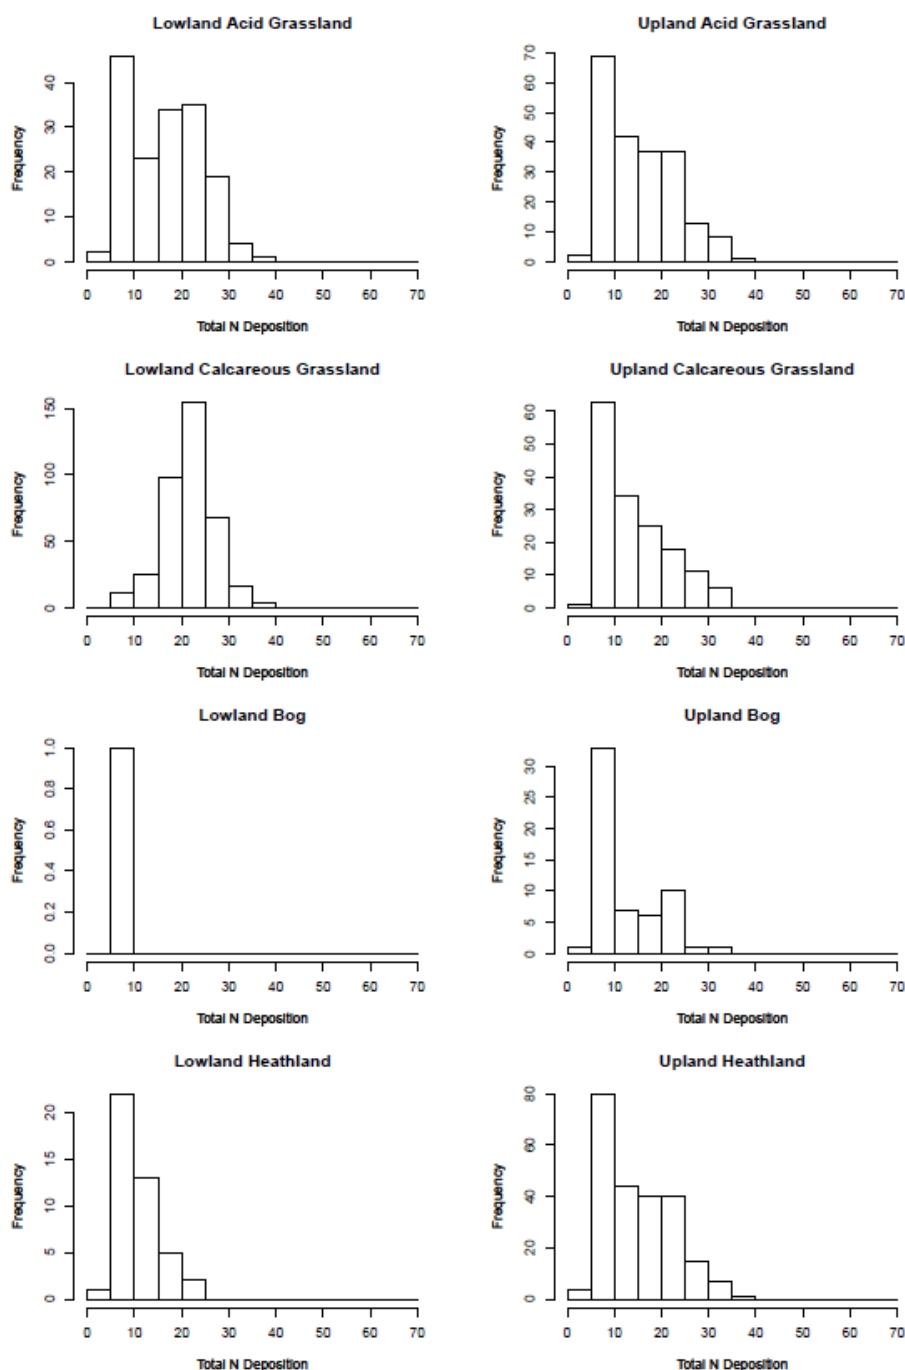 Lowland Acid Grassland
Frequency
40
30
20
10
0
0 10 20 30 40 50 60 70
Total N Deposition
Upland Acid Grassland
Frequency
70
60
50
40
30
20
10
0
0 10 20 30 40 50 60 70
Total N Deposition
Lowland Calcareous Grassland
Frequency
150
100
50
0
0 10 20 30 40 50 60 70
Total N Deposition
Upland Calcareous Grassland
Frequency
60
50
40
30
20
10
0
0 10 20 30 40 50 60 70
Total N Deposition
Lowland Bog
Frequency
1.0
0.8
0.6
0.4
0.2
0.0
0 10 20 30 40 50 60 70
Total N Deposition
Upland Bog
Frequency
30
25
20
15
10
5
0
0 10 20 30 40 50 60 70
Total N Deposition
Lowland Heathland
Frequency
20
15
10
5
0
0 10 20 30 40 50 60 70
Total N Deposition
Upland Heathland
Frequency
80
60
40
20
0
0 10 20 30 40 50 60 70
Total N Deposition